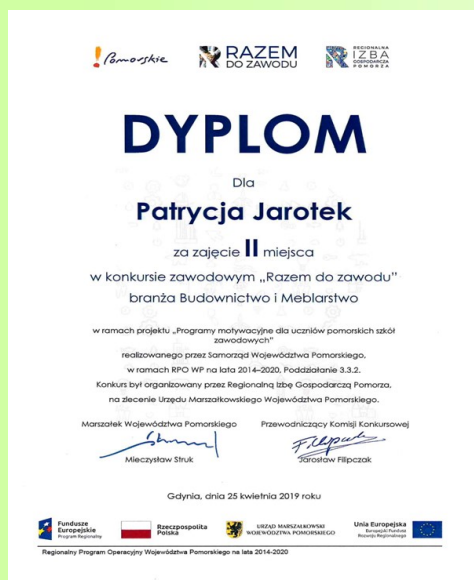 Pomorskie
RAZEM
DO ZAWODU
REGIONALNA
IZBA
GOSPODARCZA
POMORZA
DYPLOM
Dla
Patrycja Jarotek
za zajęcie II miejsca
w konkursie zawodowym „Razem do zawodu”
branża Budownictwo i Meblarstwo
w ramach projektu „Programy motywacyjne dla uczniów pomorskich szkół
zawodowych”
realizowanego przez Samorząd Województwa Pomorskiego,
w ramach RPO WP na lata 2014–2020, Poddziałanie 3.3.2.
Konkurs był organizowany przez Regionalną Izbę Gospodarczą Pomorza,
na zlecenie Urzędu Marszałkowskiego Województwa Pomorskiego.
Marszałek Województwa Pomorskiego
Mieczysław Struk
Przewodniczący Komisji Konkursowej
Filipczak
Jarosław Filipczak
Gdynia, dnia 25 kwietnia 2019 roku
Fundusze
Europejskie
Program Regionalny
Rzeczpospolita
Polska
URZĄD MARSZAŁKOWSKI
WOJEWÓDZTWA POMORSKIEGO
Unia Europejska
Europejski Fundusz
Rozwoju Regionalnego
Regionalny Program Operacyjny Województwa Pomorskiego na lata 2014-2020